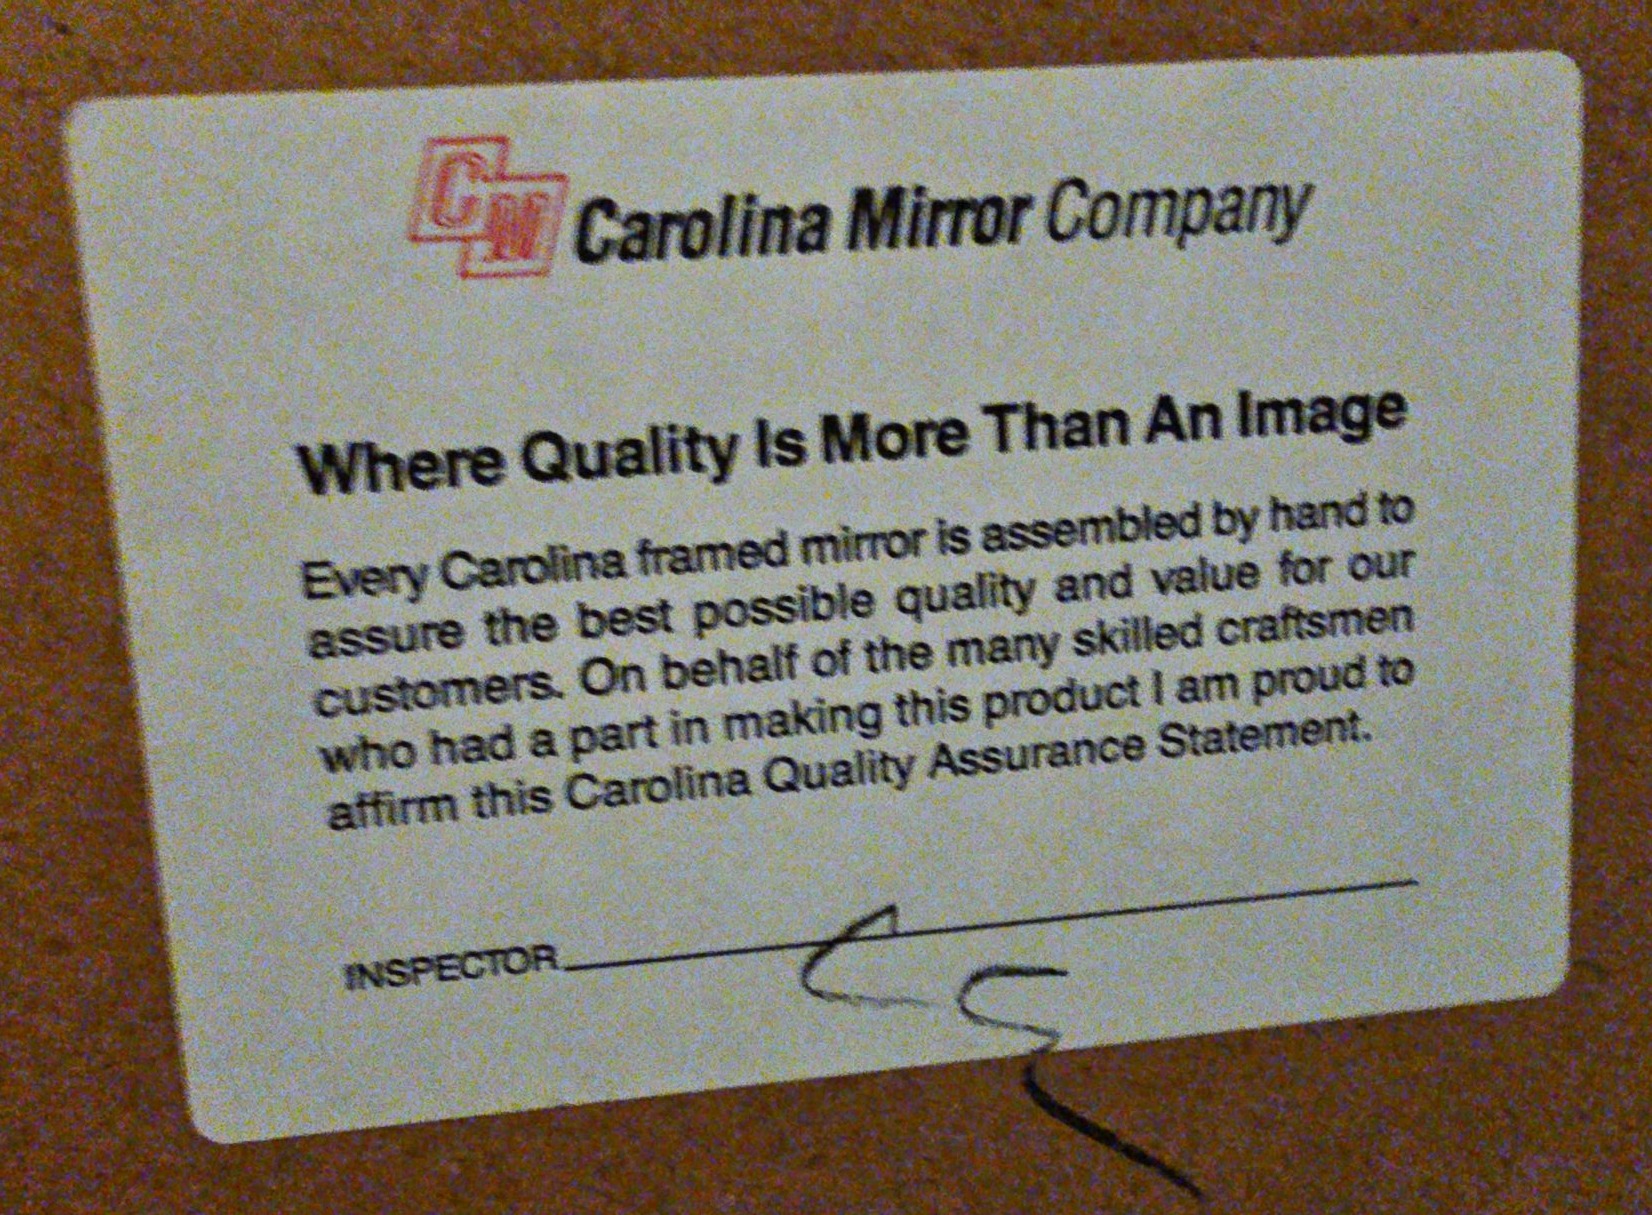 CM Carolina Mirror Company
Where Quality Is More Than An Image
Every Carolina framed mirror is assembled by hand to
assure the best possible quality and value for our
customers. On behalf of the many skilled craftsmen
who had a part in making this product I am proud to
affirm this Carolina Quality Assurance Statement.
INSPECTOR